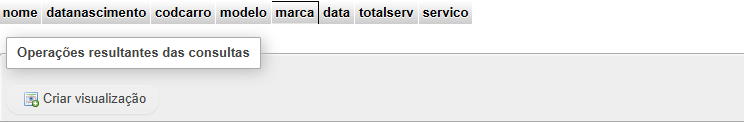 nome datanascimento codcarro modelo marca data totalserv servico
Operações resultantes das consultas
Criar visualização